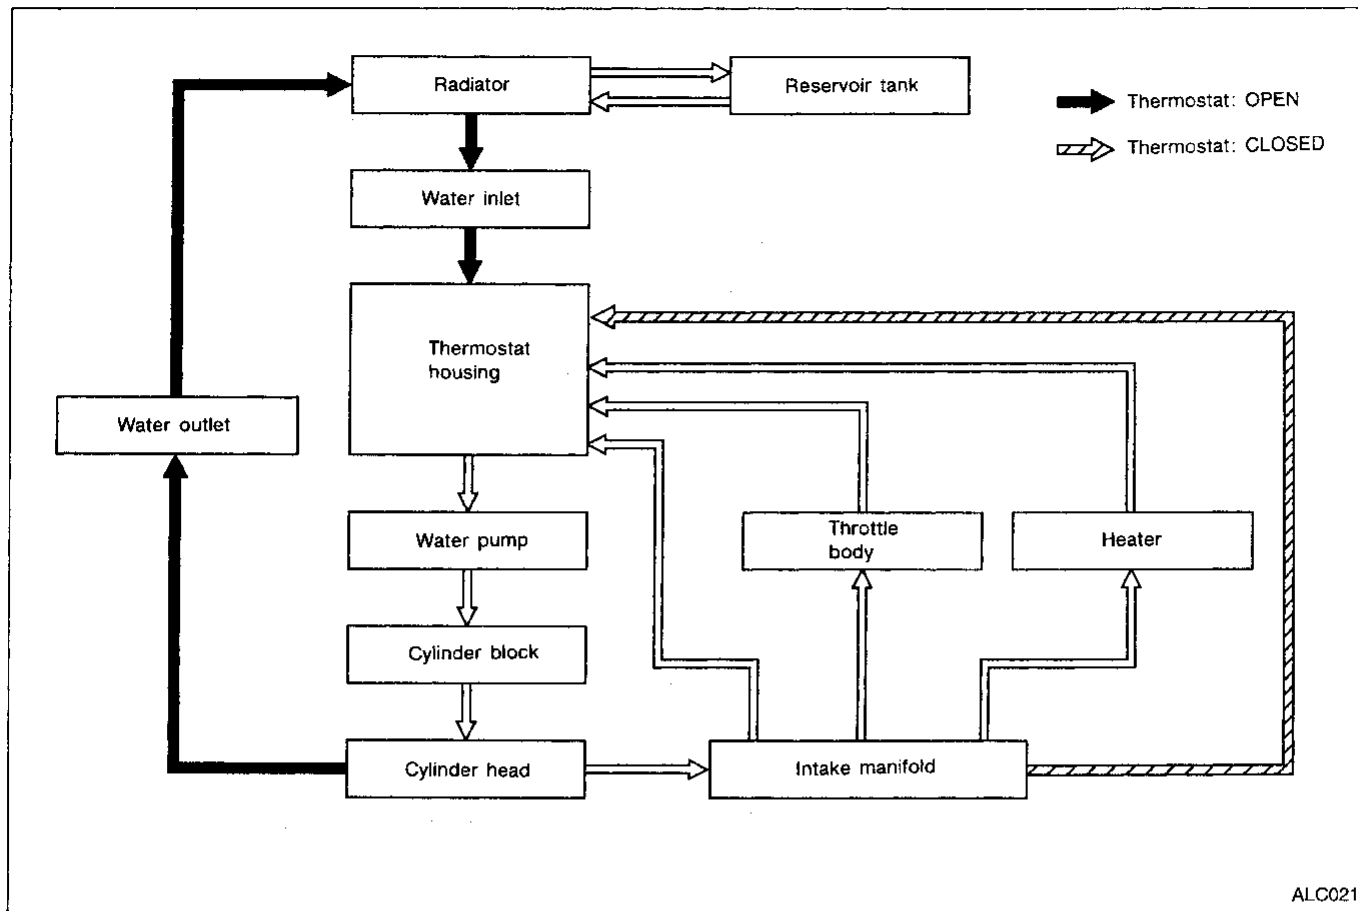 Radiator
Reservoir tank
Thermostat: OPEN
Thermostat: CLOSED
Water inlet
Thermostat
housing
Water outlet
Water pump
Throttle
body
Heater
Cylinder block
Cylinder head
Intake manifold
ALC021